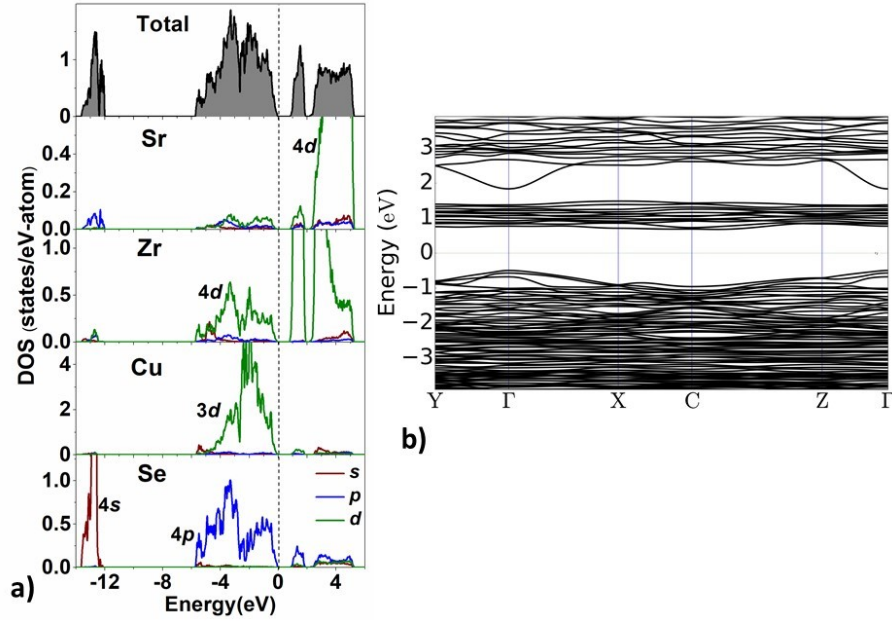 Total
1
0
Sr
4d
0.4
0.2
0.0
Zr
4d
1.0
0.5
0.0
Cu
3d
4
2
0
Se
s
p
d
4s
4p
1.0
0.5
0.0
-12 -8 -4 0 4
Energy(eV)
DOS (states/eV-atom)
a)
Energy (eV)
3
2
1
0
−1
−2
−3
Y Γ X C Z Γ
b)